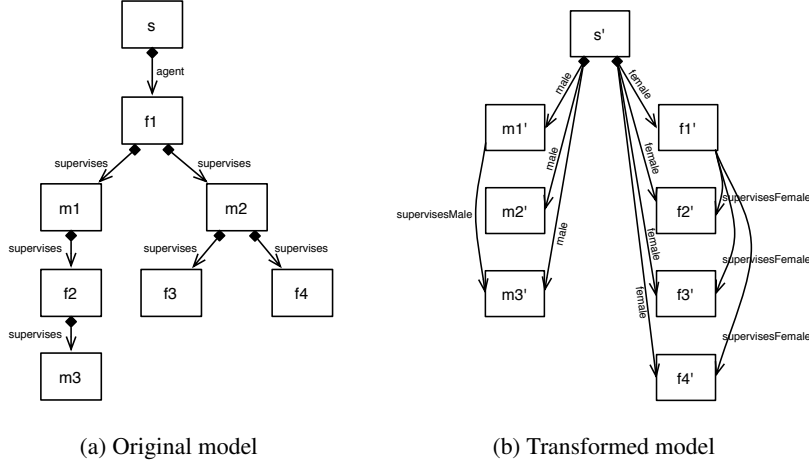 s
agent
f1
supervises
supervises
m1
m2
supervises
supervises
supervises
f2
f3
f4
supervises
m3
(a) Original model
s'
male
female
m1'
f1'
male
female
supervisesMale
m2'
f2'
supervisesFemale
male
female
m3'
f3'
supervisesFemale
female
f4'
supervisesFemale
(b) Transformed model